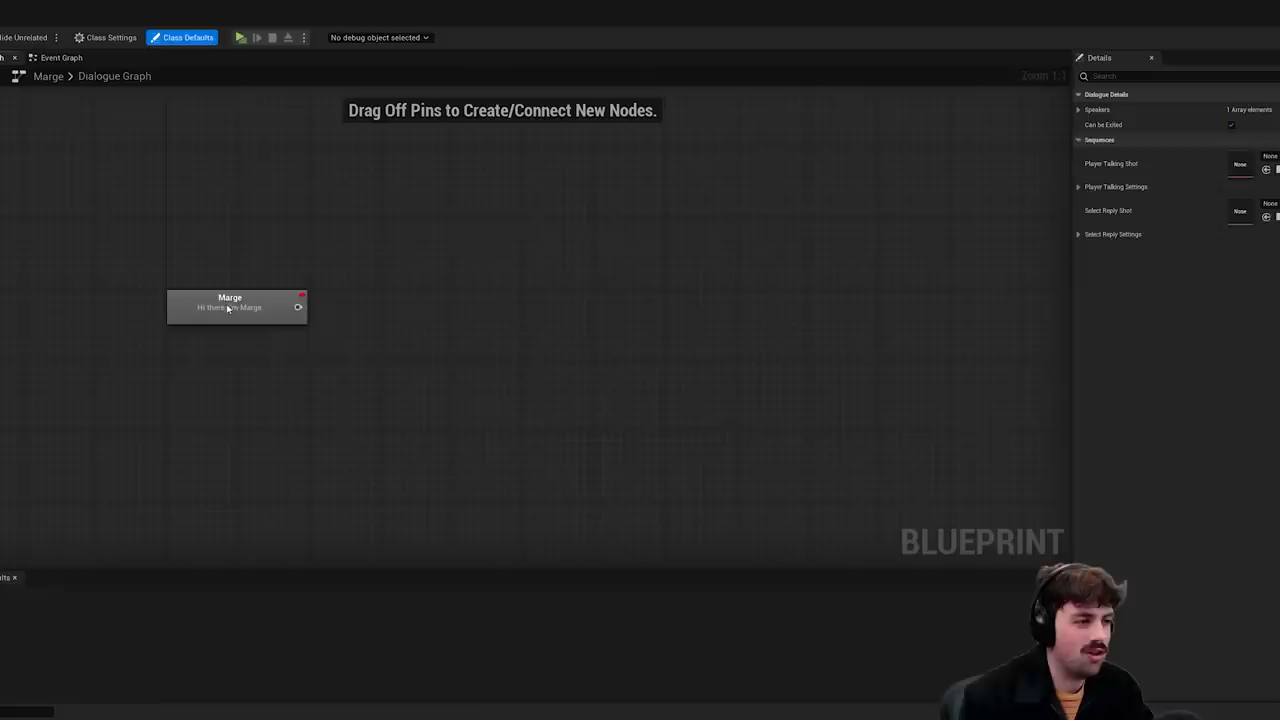 lide Unrelated
Class Settings
Class Defaults
No debug object selected
Event Graph
Marge > Dialogue Graph
Zoom 1:1
Drag Off Pins to Create/Connect New Nodes.
Marge
Hi there Marge
BLUEPRINT
Details
Search
Dialogue Details
Speakers
1 Array elements
Can be Exited
Sequences
Player Talking Shot
None
None
Player Talking Settings
Select Reply Shot
None
None
Select Reply Settings